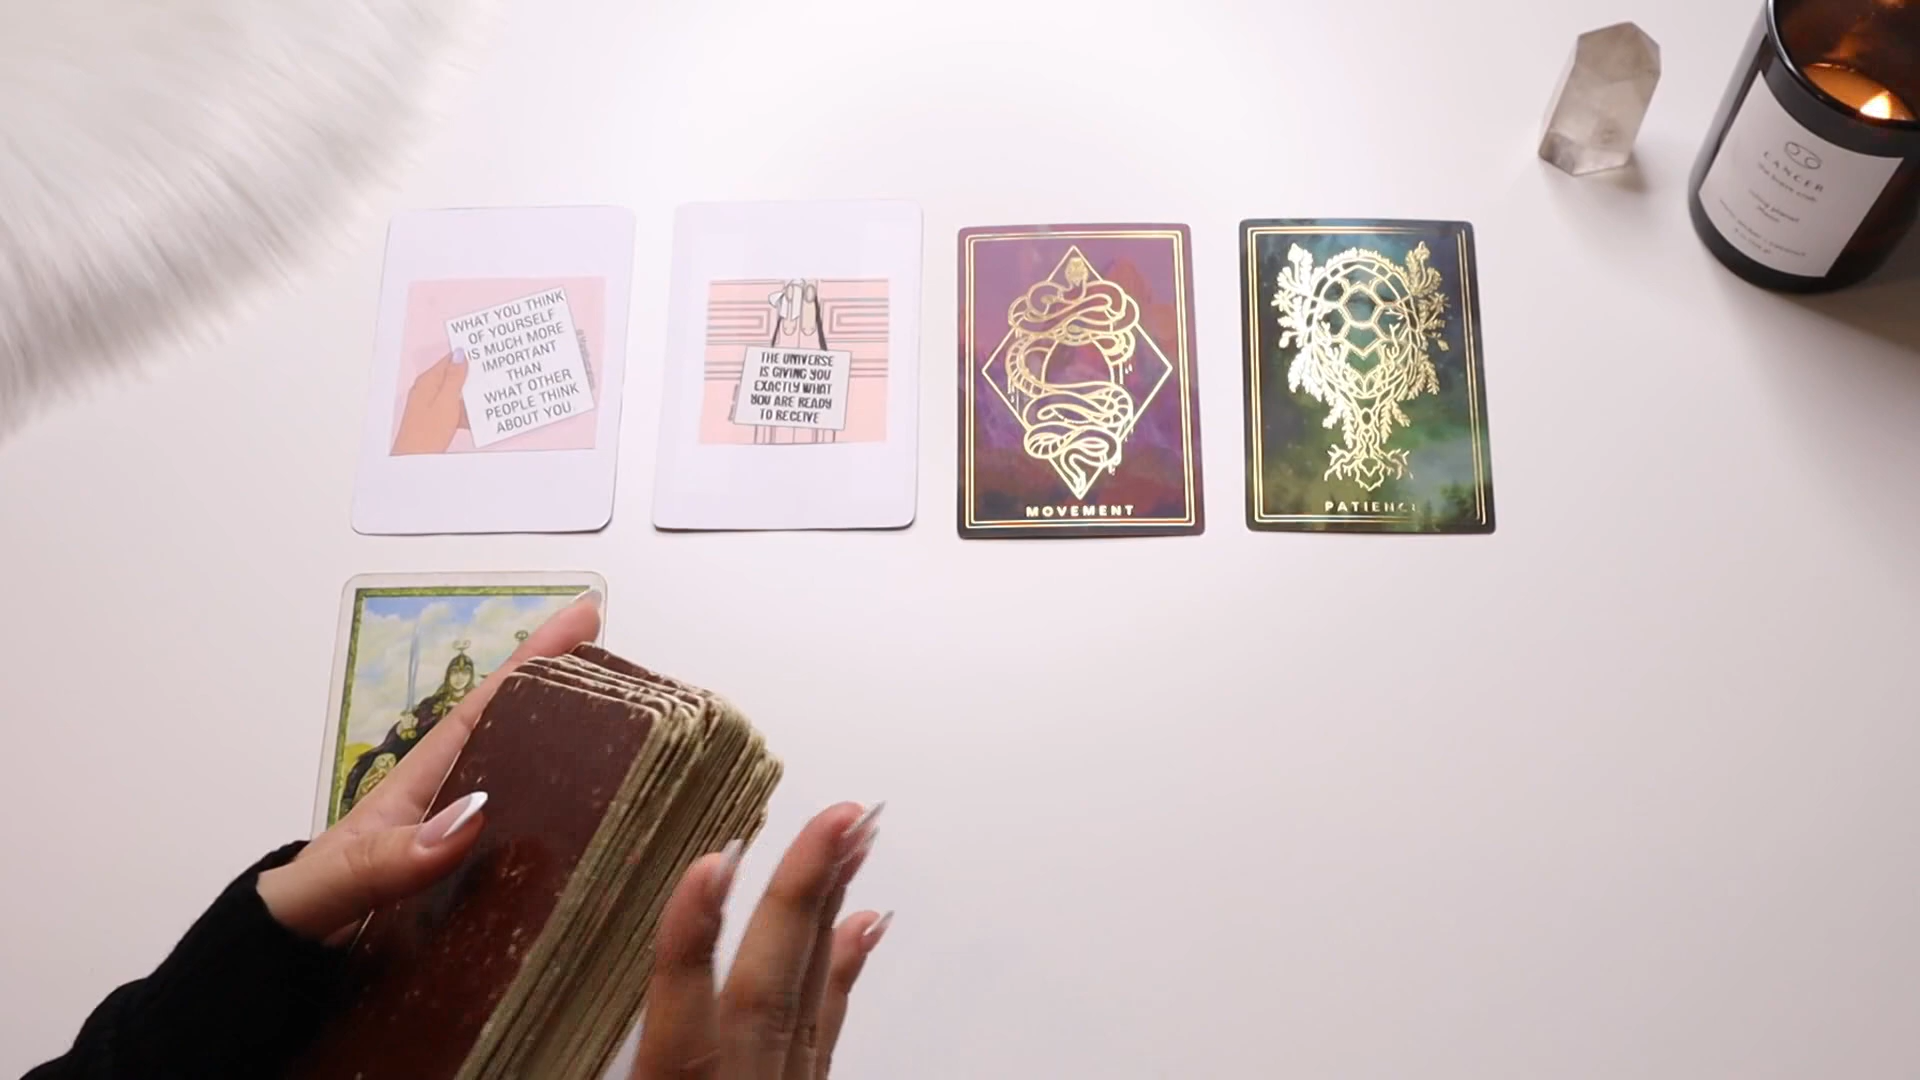 WHAT YOU THINK
OF YOURSELF
IS MUCH MORE
IMPORTANT
THAN
WHAT OTHER
PEOPLE THINK
ABOUT YOU.
THE UNIVERSE
IS GIVING YOU
EXACTLY WHAT
YOU ARE READY
TO RECEIVE
MOVEMENT
PATIENC
CANCER